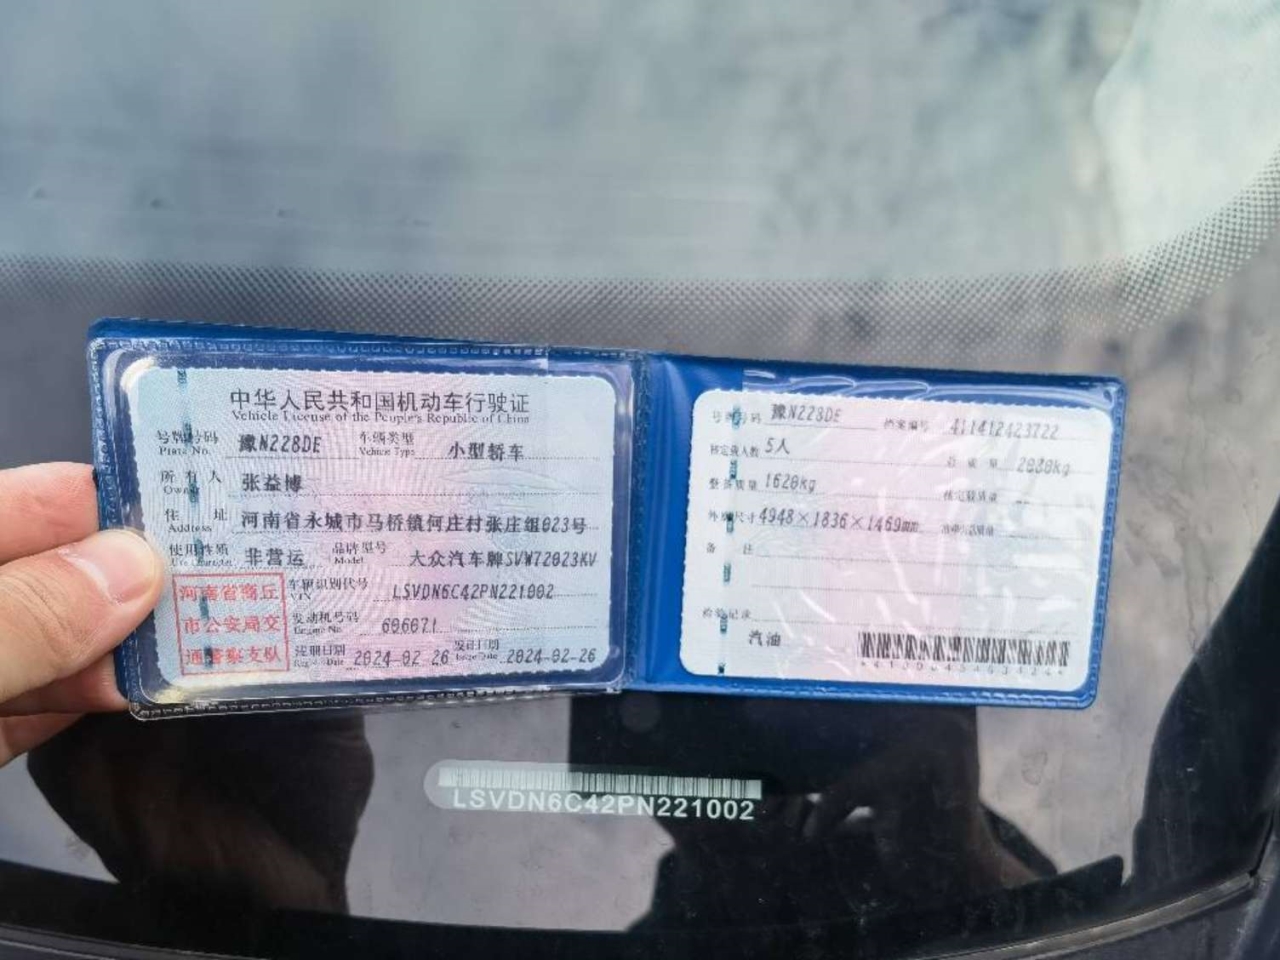 中华人民共和国机动车行驶证
Vehicle License of the People's Republic of China
号牌号码 豫N228DE 车辆类型 小型轿车
Plate No. Vehicle Type
所有人 张益博
Owner
住址 河南省永城市马桥镇何庄村张庄组023号
Address
使用性质 非营运 品牌型号 大众汽车牌SVW72023KV
Use Character Model
河南省商丘
市公安局交
通警察支队
车辆识别代号 LSVDN6C42PN221002
VIN
发动机号码
Engine No.
注册日期 2024-02-26 发证日期 2024-02-26
Register Date Issue Date
号牌号码 豫N228DE 档案编号 411412423722
核定载人数 5人 总质量
整备质量 1620kg 核定载质量
外廓尺寸 4948×1836×1469mm 准牵引总质量
备注
检验记录
汽油
LSVDN6C42PN221002